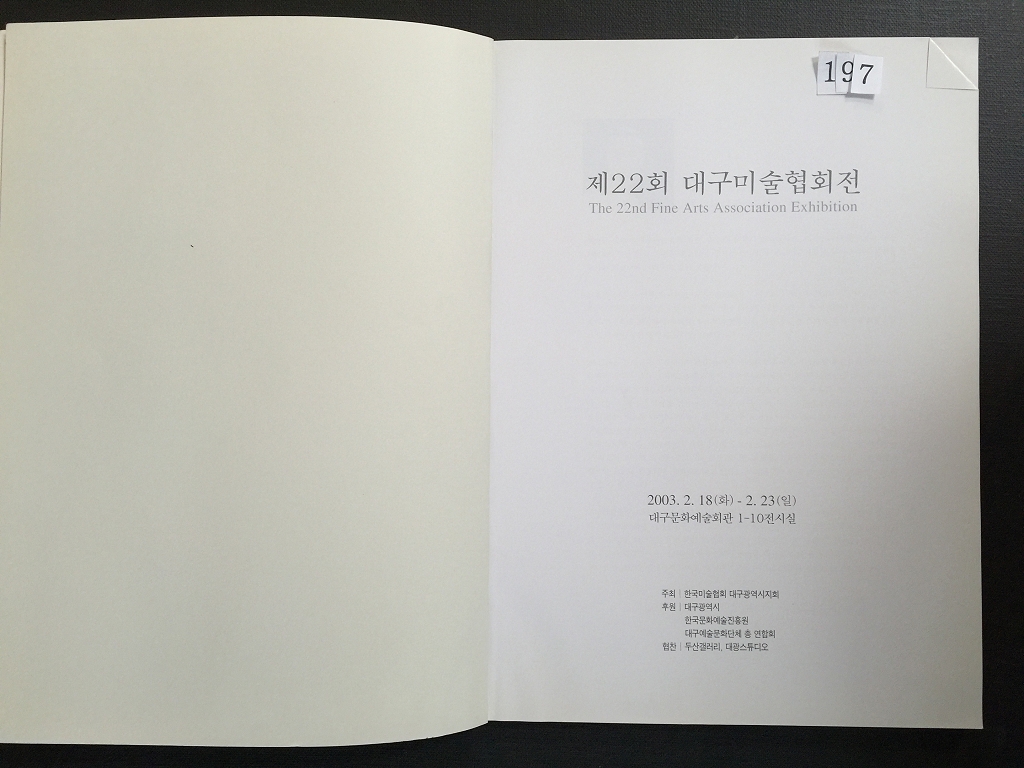 197
제22회 대구미술협회전
The 22nd Fine Arts Association Exhibition
2003. 2. 18(화) - 2. 23(일)
대구문화예술회관 1-10전시실
주최 | 한국미술협회 대구광역시지회
후원 | 대구광역시
한국문화예술진흥원
대구예술문화단체 총 연합회
협찬 | 두산갤러리, 대광스튜디오